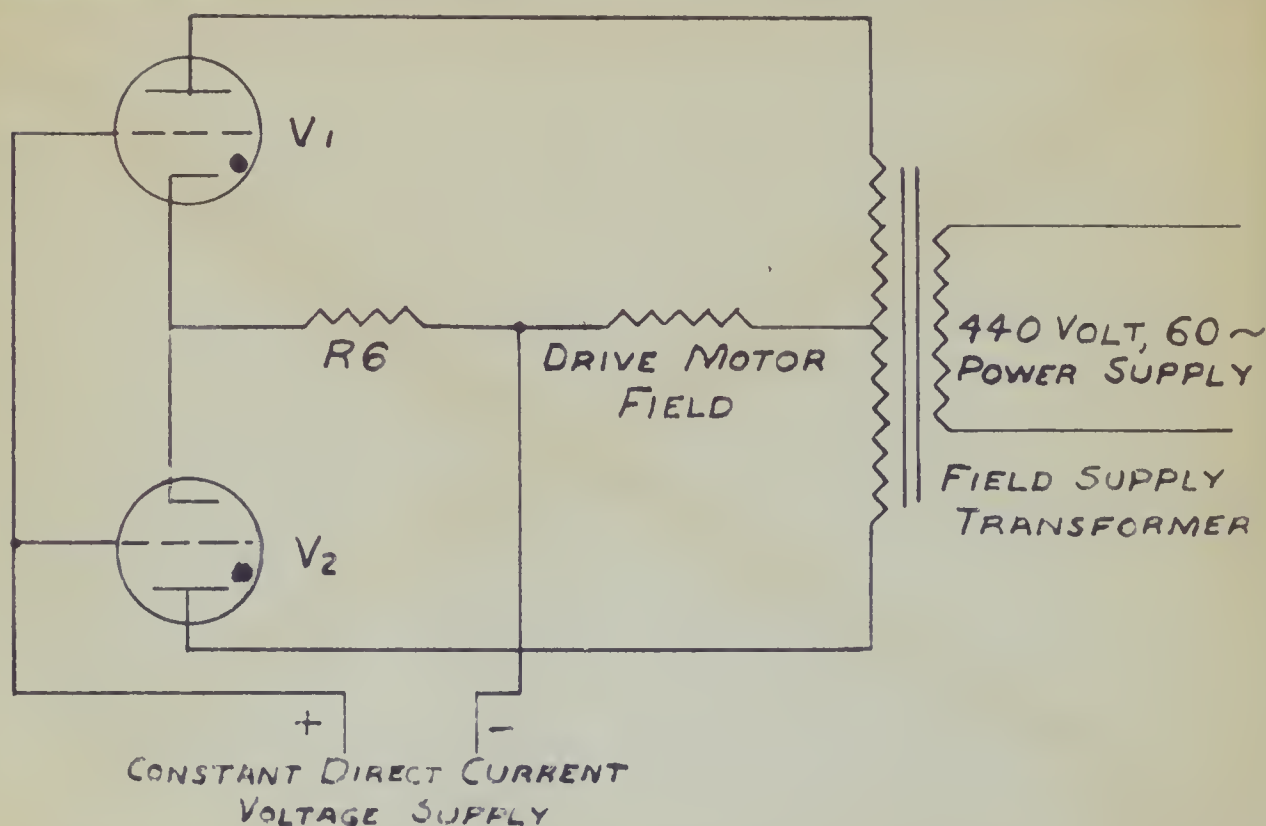 V1
R6
DRIVE MOTOR
FIELD
440 VOLT, 60~
POWER SUPPLY
FIELD SUPPLY
TRANSFORMER
V2
+
-
CONSTANT DIRECT CURRENT
VOLTAGE SUPPLY